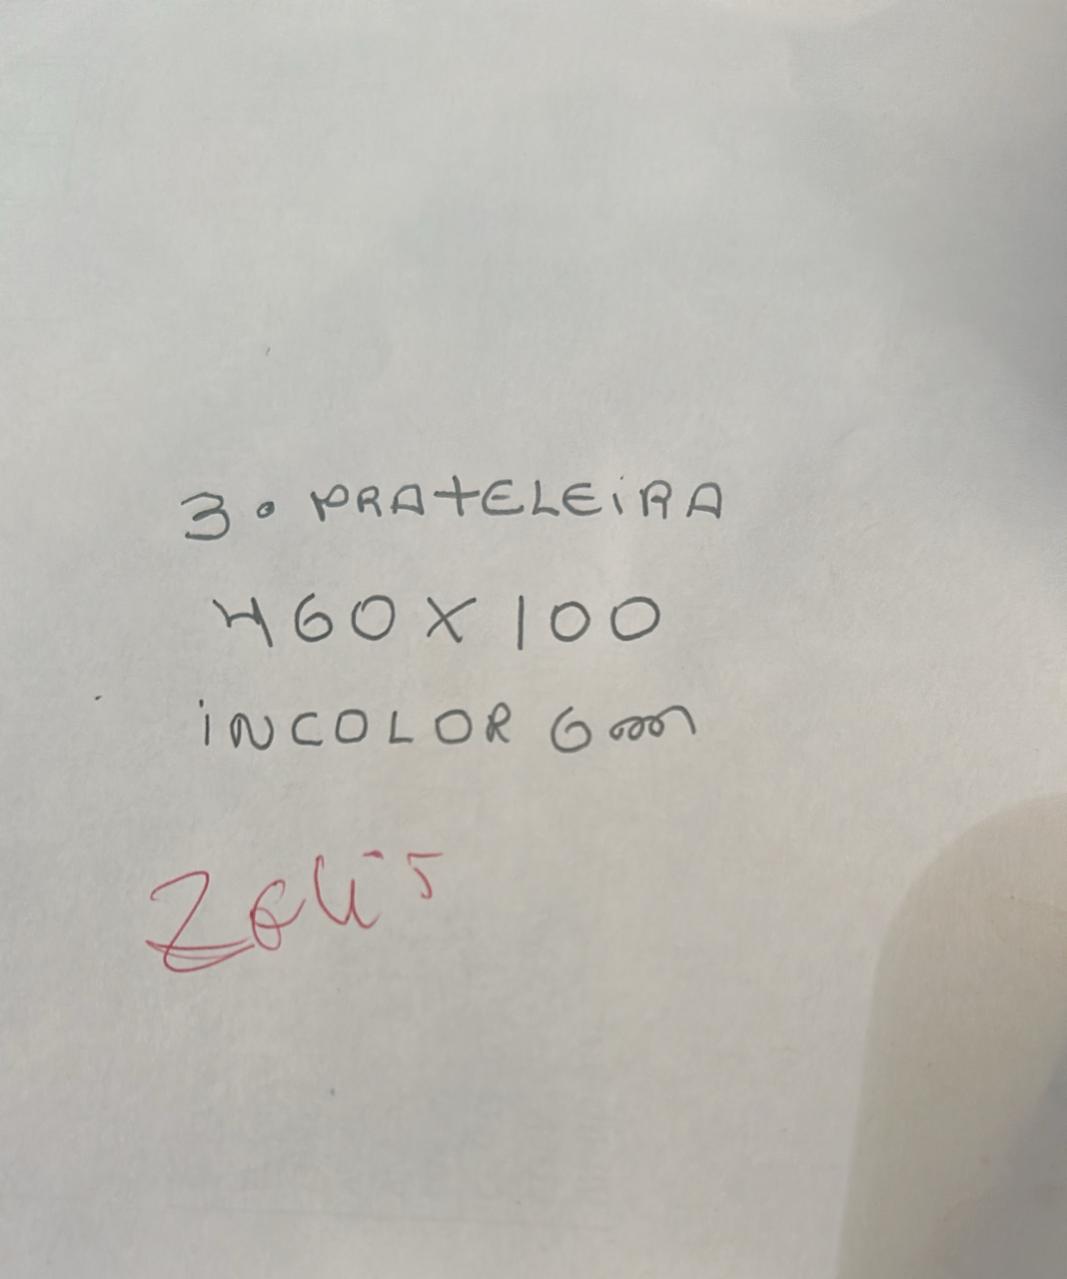 3. PRATELEIRA
460 X 100
iNCOLOR 6mm